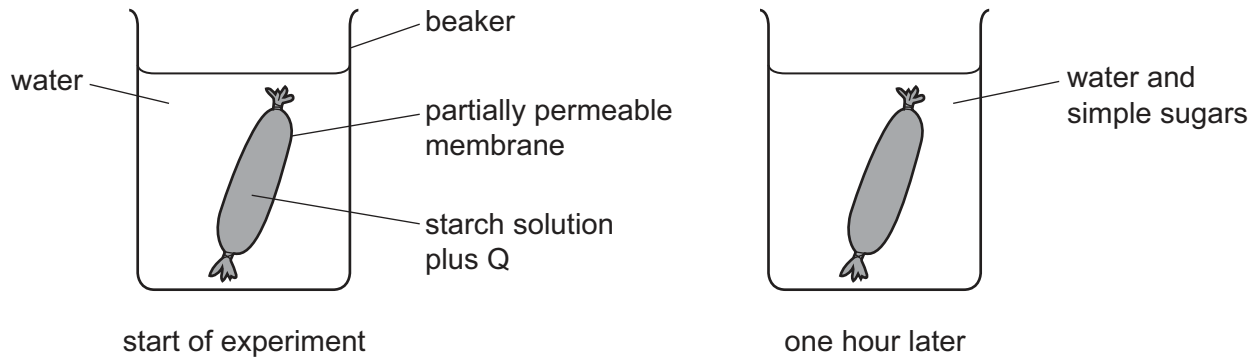 beaker
water
partially permeable
membrane
starch solution
plus Q
start of experiment
water and
simple sugars
one hour later